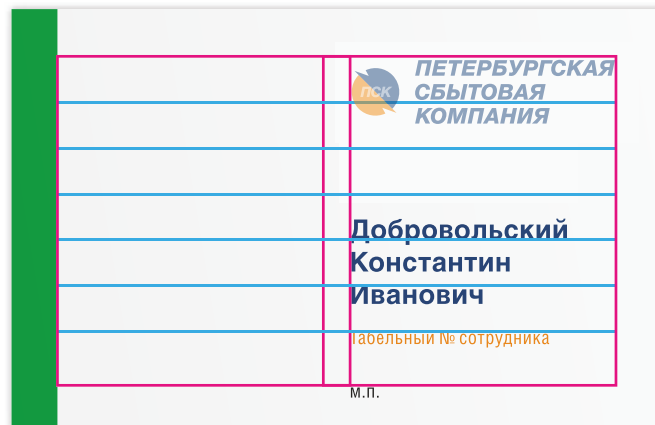 ПСК
ПЕТЕРБУРГСКАЯ
СБЫТОВАЯ
КОМПАНИЯ
Добровольский
Константин
Иванович
Табельный № сотрудника
М.П.